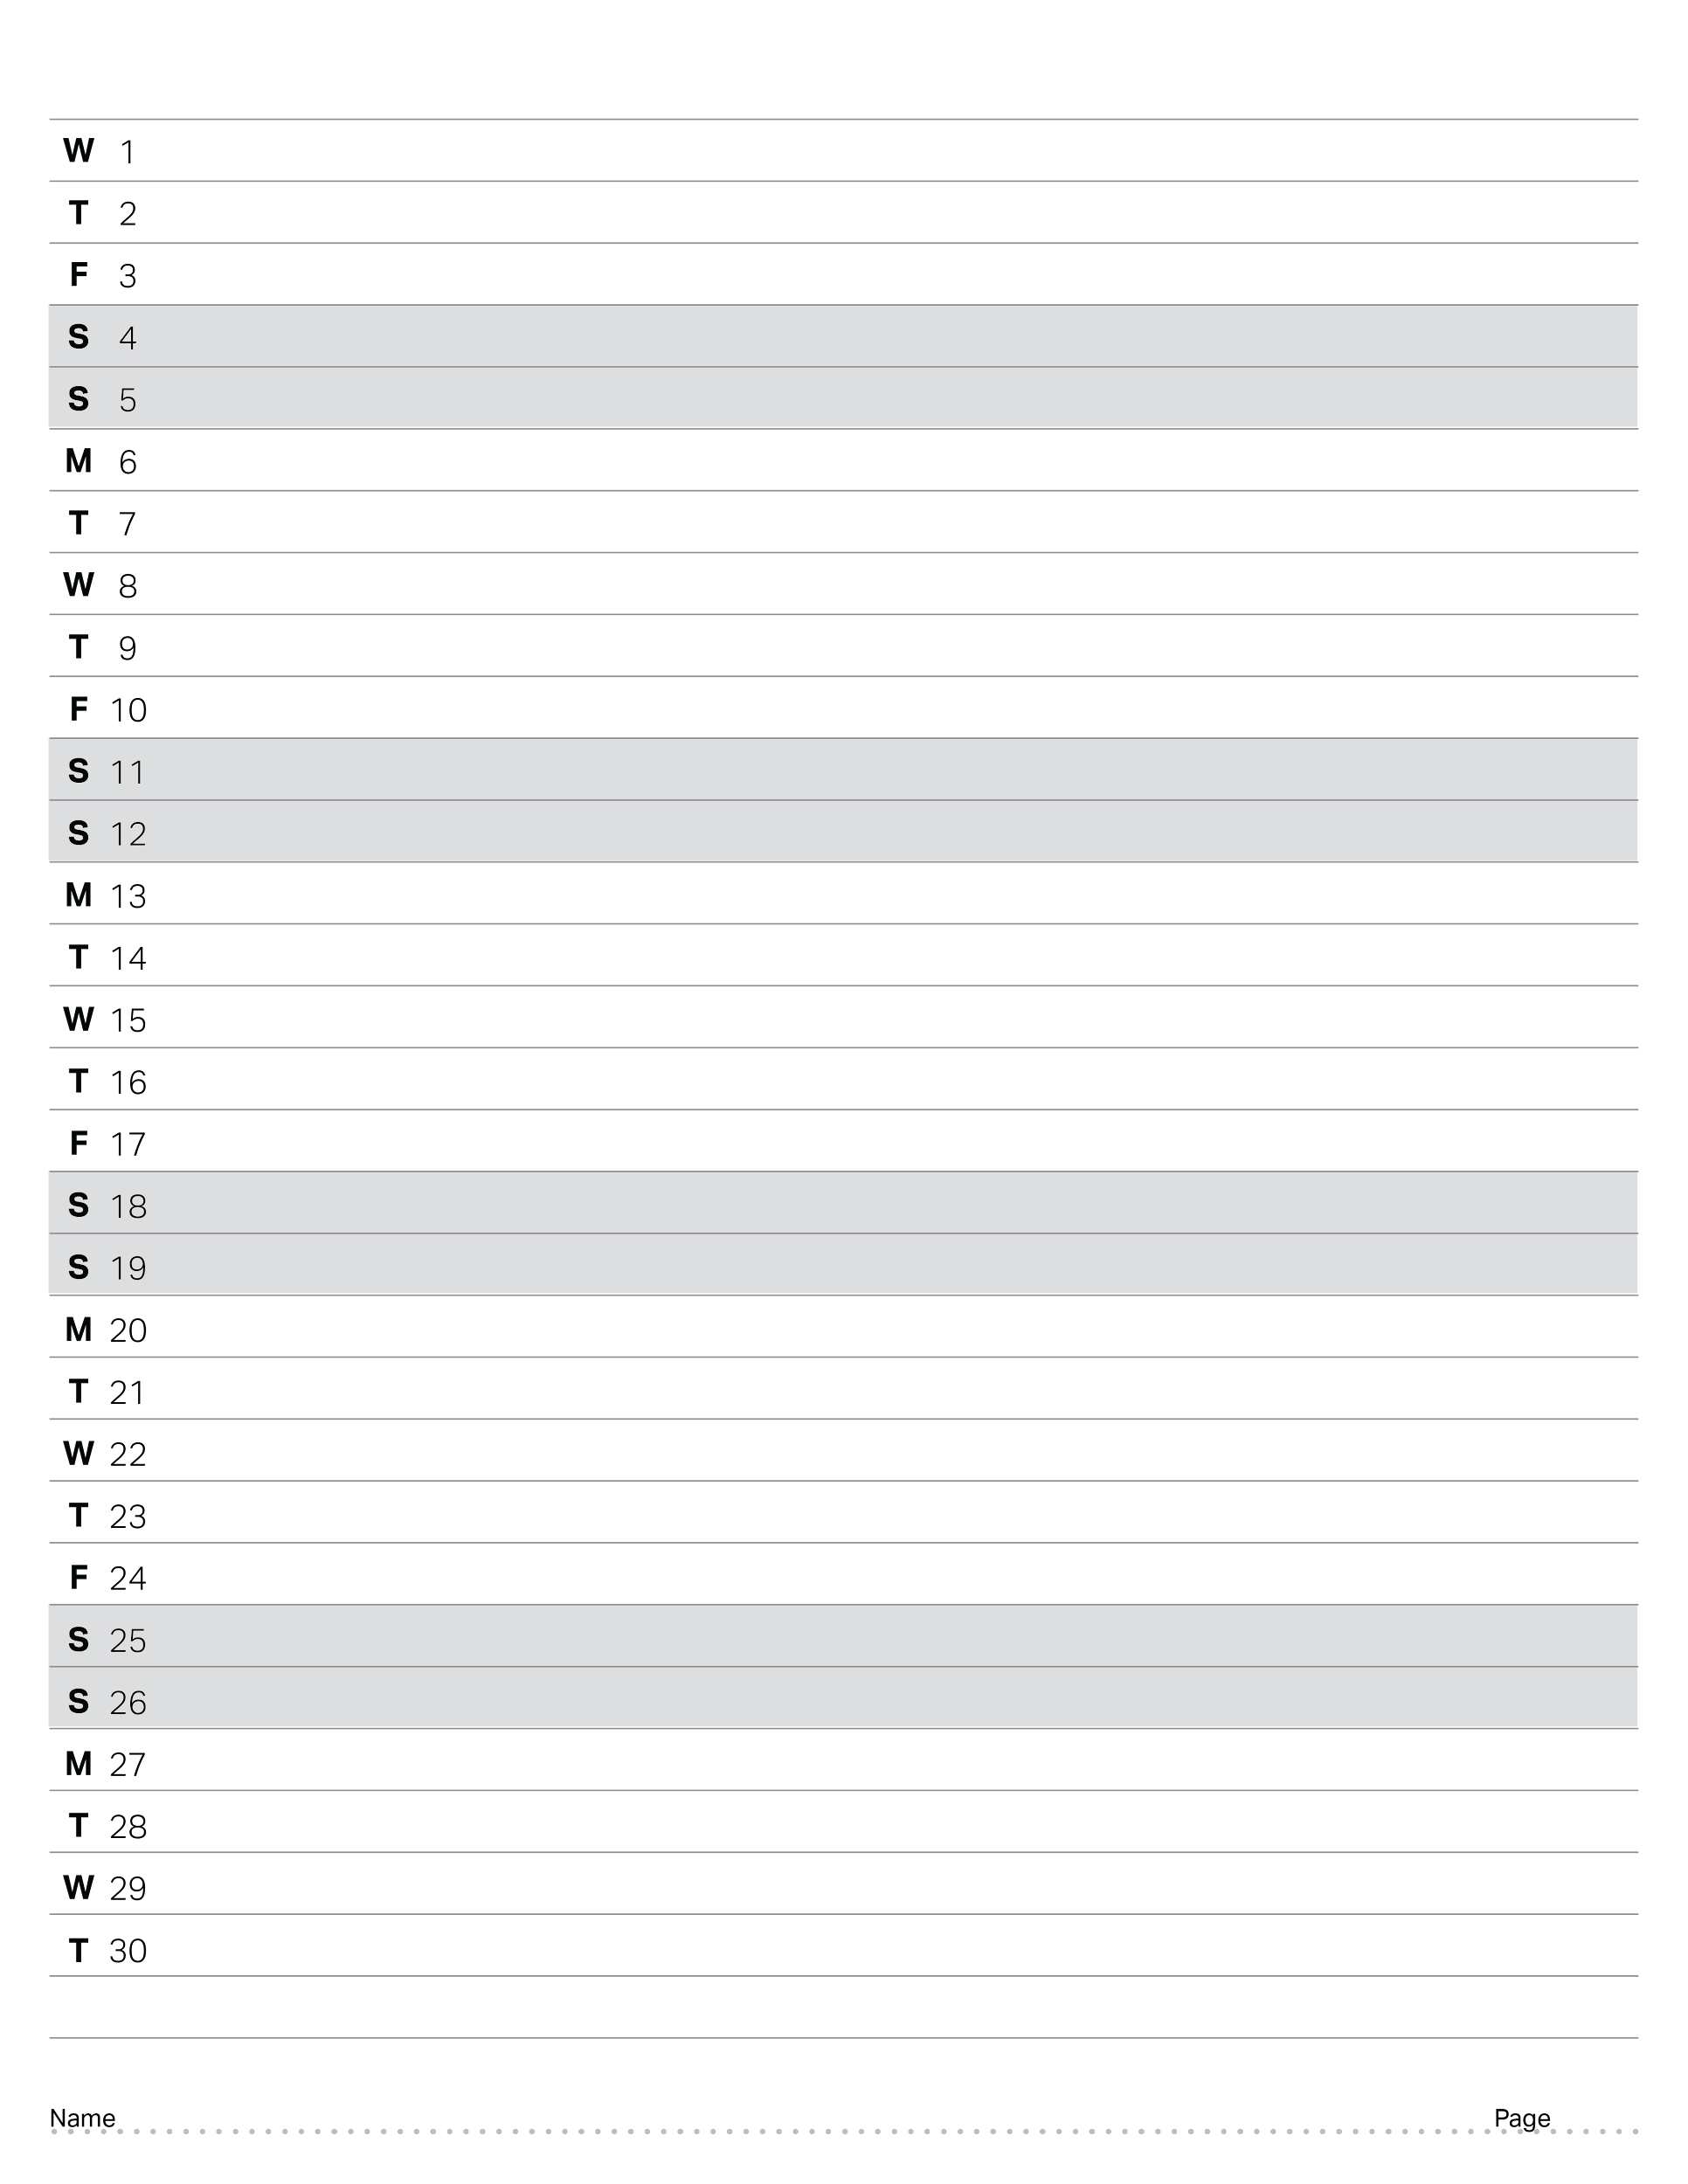 W 1
T 2
F 3
S 4
S 5
M 6
T 7
W 8
T 9
F 10
S 11
S 12
M 13
T 14
W 15
T 16
F 17
S 18
S 19
M 20
T 21
W 22
T 23
F 24
S 25
S 26
M 27
T 28
W 29
T 30
Name Page